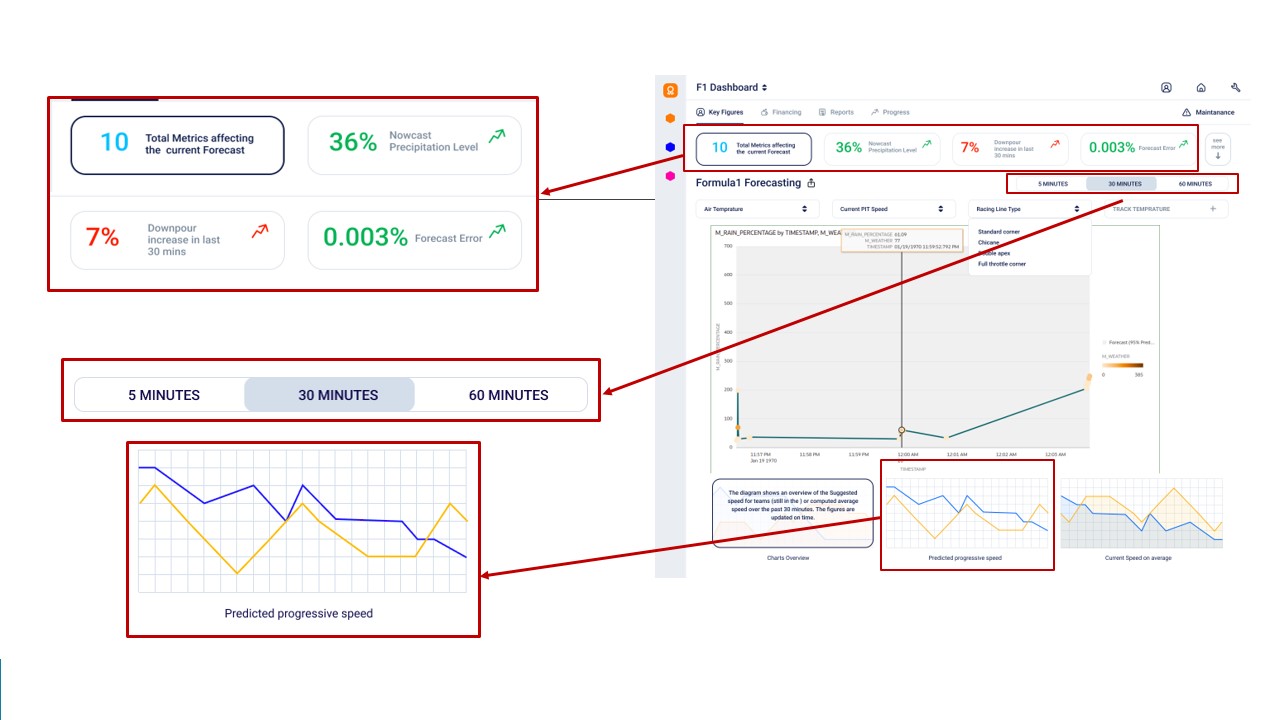 10
Total Metrics affecting
the current Forecast
36%
Nowcast
Precipitation Level
7%
Downpour
increase in last
30 mins
0.003%
Forecast Error
5 MINUTES
30 MINUTES
60 MINUTES
Predicted progressive speed
F1 Dashboard
Key Figures
Financing
Reports
Progress
Maintanance
10
Total Metrics affecting
the current Forecast
36%
Nowcast
Precipitation Level
7%
Downpour
increase in last
30 mins
0.003%
Forecast Error
see
more
Formula1 Forecasting
5 MINUTES
30 MINUTES
60 MINUTES
Air Temprature
Current PIT Speed
Racing Line Type
TRACK TEMPRATURE
+
Standard corner
Chicane
Full throttle corner
M_RAIN_PERCENTAGE by TIMESTAMP, M_WEA
M_RAIN_PERCENTAGE 61.09
M_WEATHER 77
TIMESTAMP 01/19/1970 11:59:52.792 PM
700
600
500
400
300
200
100
0
11:57 PM
Jan 19 1970
11:58 PM
11:59 PM
12:00 AM
12:01 AM
12:02 AM
12:05 AM
TIMESTAMP
Forecast (95% Pred...
M_WEATHER
0
385
The diagram shows an overview of the Suggested
speed for teams (still in the ) or computed average
speed over the past 30 minutes. The figures are
updated on time.
Charts Overview
Predicted progressive speed
Current Speed on average